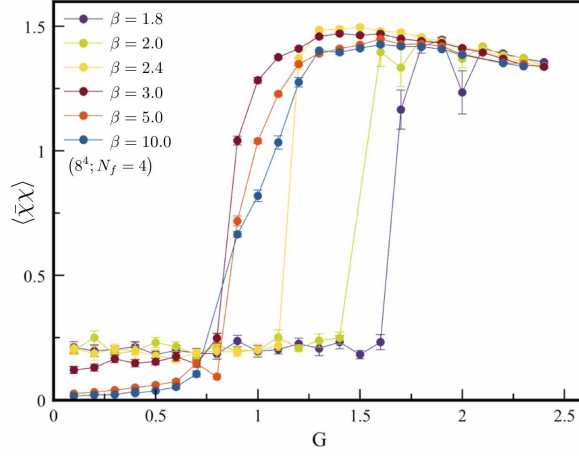 β = 1.8
β = 2.0
β = 2.4
β = 3.0
β = 5.0
β = 10.0
(8⁴; N_f = 4)
⟨χ̄χ⟩
1.5
1
0.5
0
0 0.5 1 1.5 2 2.5
G